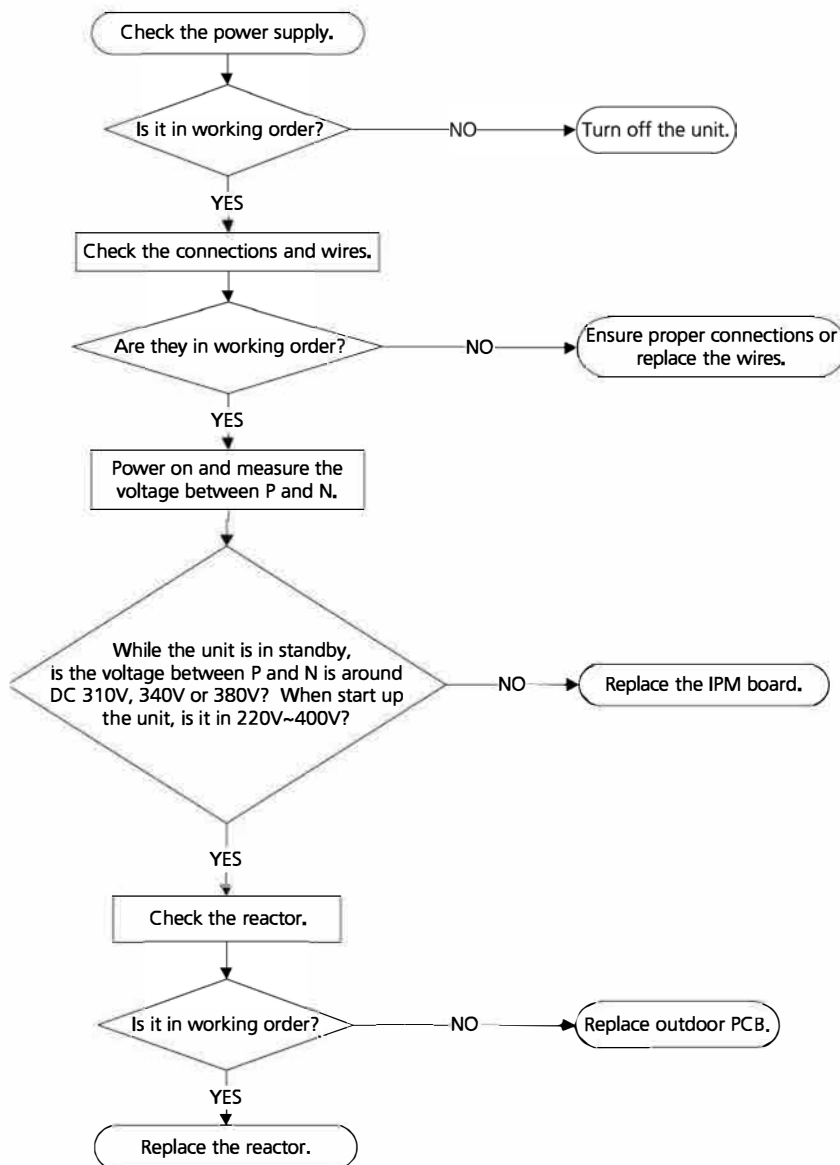 Check the power supply.
Is it in working order?
NO
Turn off the unit.
YES
Check the connections and wires.
Are they in working order?
NO
Ensure proper connections or
replace the wires.
YES
Power on and measure the
voltage between P and N.
While the unit is in standby,
is the voltage between P and N is around
DC 310V, 340V or 380V? When start up
the unit, is it in 220V~400V?
NO
Replace the IPM board.
YES
Check the reactor.
Is it in working order?
NO
Replace outdoor PCB.
YES
Replace the reactor.